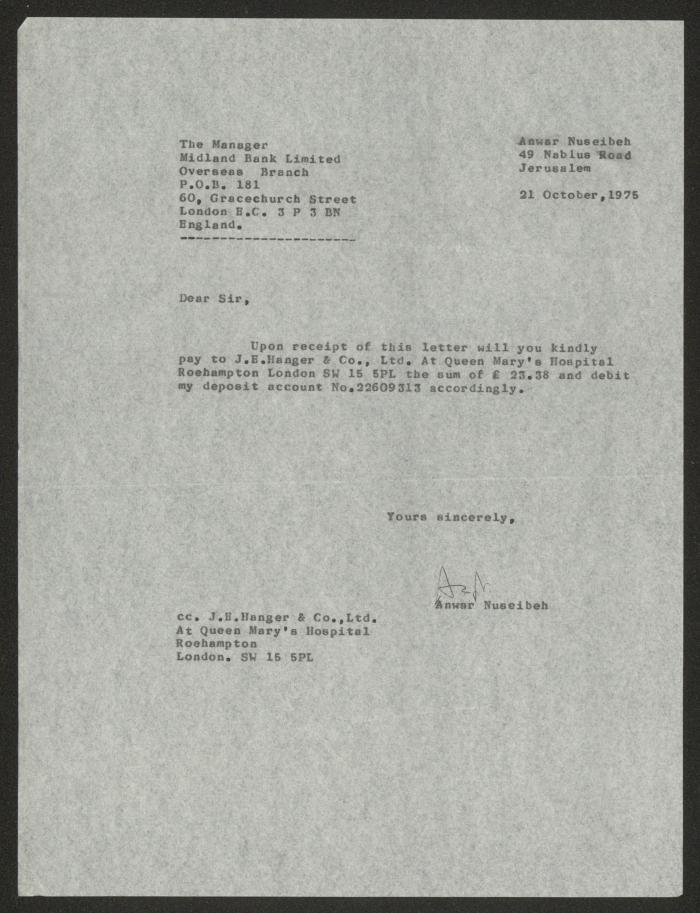 The Manager
Midland Bank Limited
Overseas Branch
P.O.B. 181
60, Gracechurch Street
London E.C. 3 P 3 BN
England.
Anwar Nuseibeh
49 Nablus Road
Jerusalem
21 October,1975
Dear Sir,
Upon receipt of this letter will you kindly
pay to J.E.Hanger & Co., Ltd. At Queen Mary's Hospital
Roehampton London SW 15 5PL the sum of £ 23.38 and debit
my deposit account No.22609313 accordingly.
Yours sincerely,
Anwar Nuseibeh
cc. J.E.Hanger & Co.,Ltd.
At Queen Mary's Hospital
Roehampton
London. SW 15 5PL